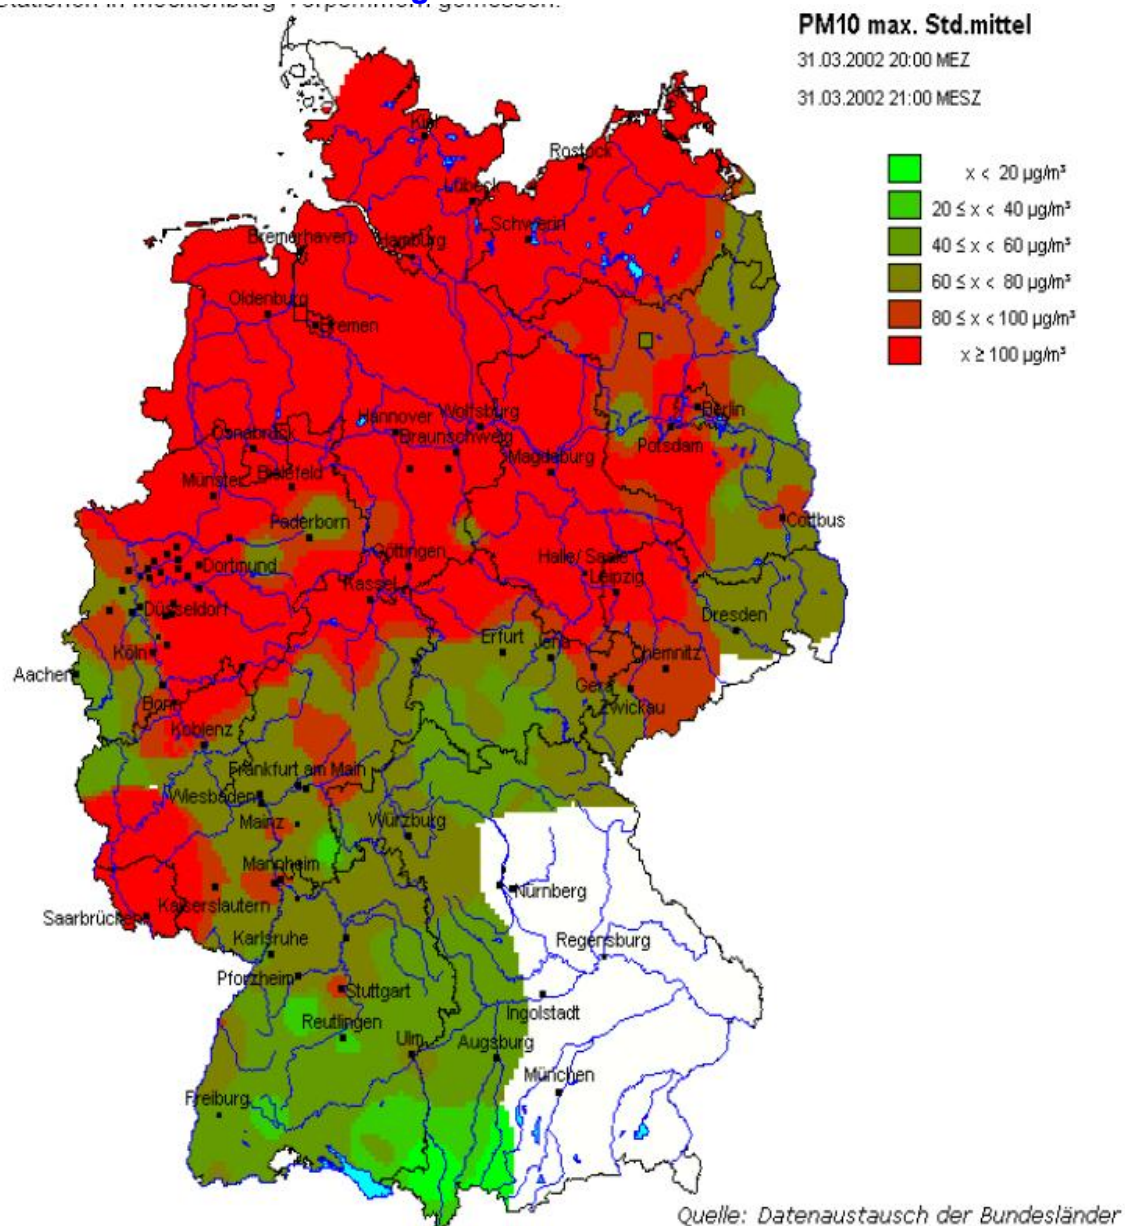 Stationen in Mecklenburg-Vorpommern gemessen.
PM10 max. Std.mittel
31.03.2002 20:00 MEZ
31.03.2002 21:00 MESZ
x < 20 µg/m³
20 ≤ x < 40 µg/m³
40 ≤ x < 60 µg/m³
60 ≤ x < 80 µg/m³
80 ≤ x < 100 µg/m³
x ≥ 100 µg/m³
Kiel
Rostock
Lübeck
Schwerin
Bremerhaven
Hamburg
Oldenburg
Bremen
Hannover
Wolfsburg
Berlin
Osnabrück
Braunschweig
Potsdam
Magdeburg
Münster
Bielefeld
Paderborn
Cottbus
Göttingen
Halle/ Saale
Dortmund
Kassel
Leipzig
Düsseldorf
Dresden
Erfurt
Jena
Köln
Chemnitz
Aachen
Gera
Bonn
Zwickau
Koblenz
Frankfurt am Main
Wiesbaden
Mainz
Würzburg
Mannheim
Nürnberg
Kaiserslautern
Saarbrücken
Karlsruhe
Regensburg
Pforzheim
Stuttgart
Ingolstadt
Reutlingen
Ulm
Augsburg
München
Freiburg
Quelle: Datenaustausch der Bundesländer